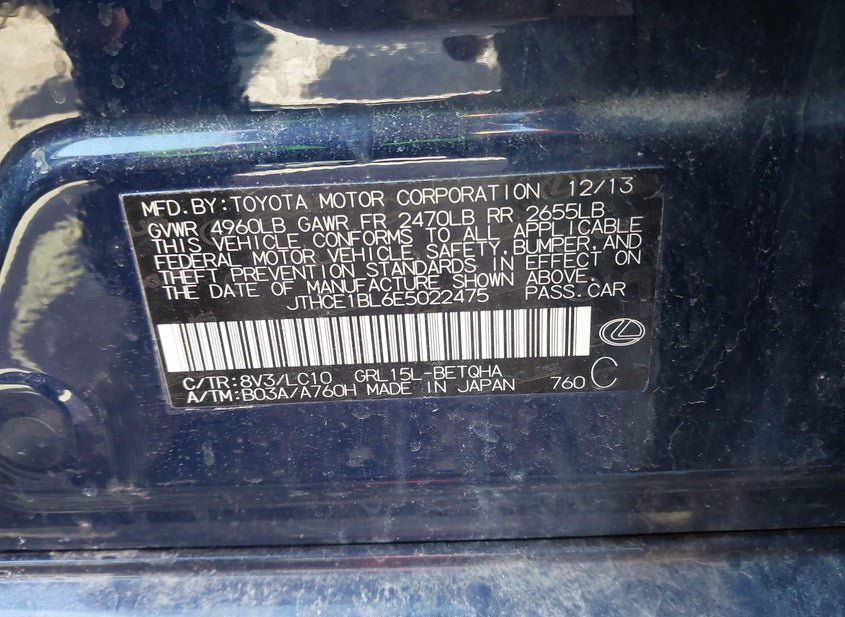 MFD.BY:TOYOTA MOTOR CORPORATION 12/13
GVWR 4960LB GAWR FR 2470LB RR 2655LB
THIS VEHICLE CONFORMS TO ALL APPLICABLE
FEDERAL MOTOR VEHICLE SAFETY, BUMPER, AND
THEFT PREVENTION STANDARDS IN EFFECT ON
THE DATE OF MANUFACTURE SHOWN ABOVE.
JTHCE1BL6E5022475 PASS.CAR
C/TR:8V3/LC10 GRL15L-BETQHA
A/TM:B03A/A760H MADE IN JAPAN 760 C